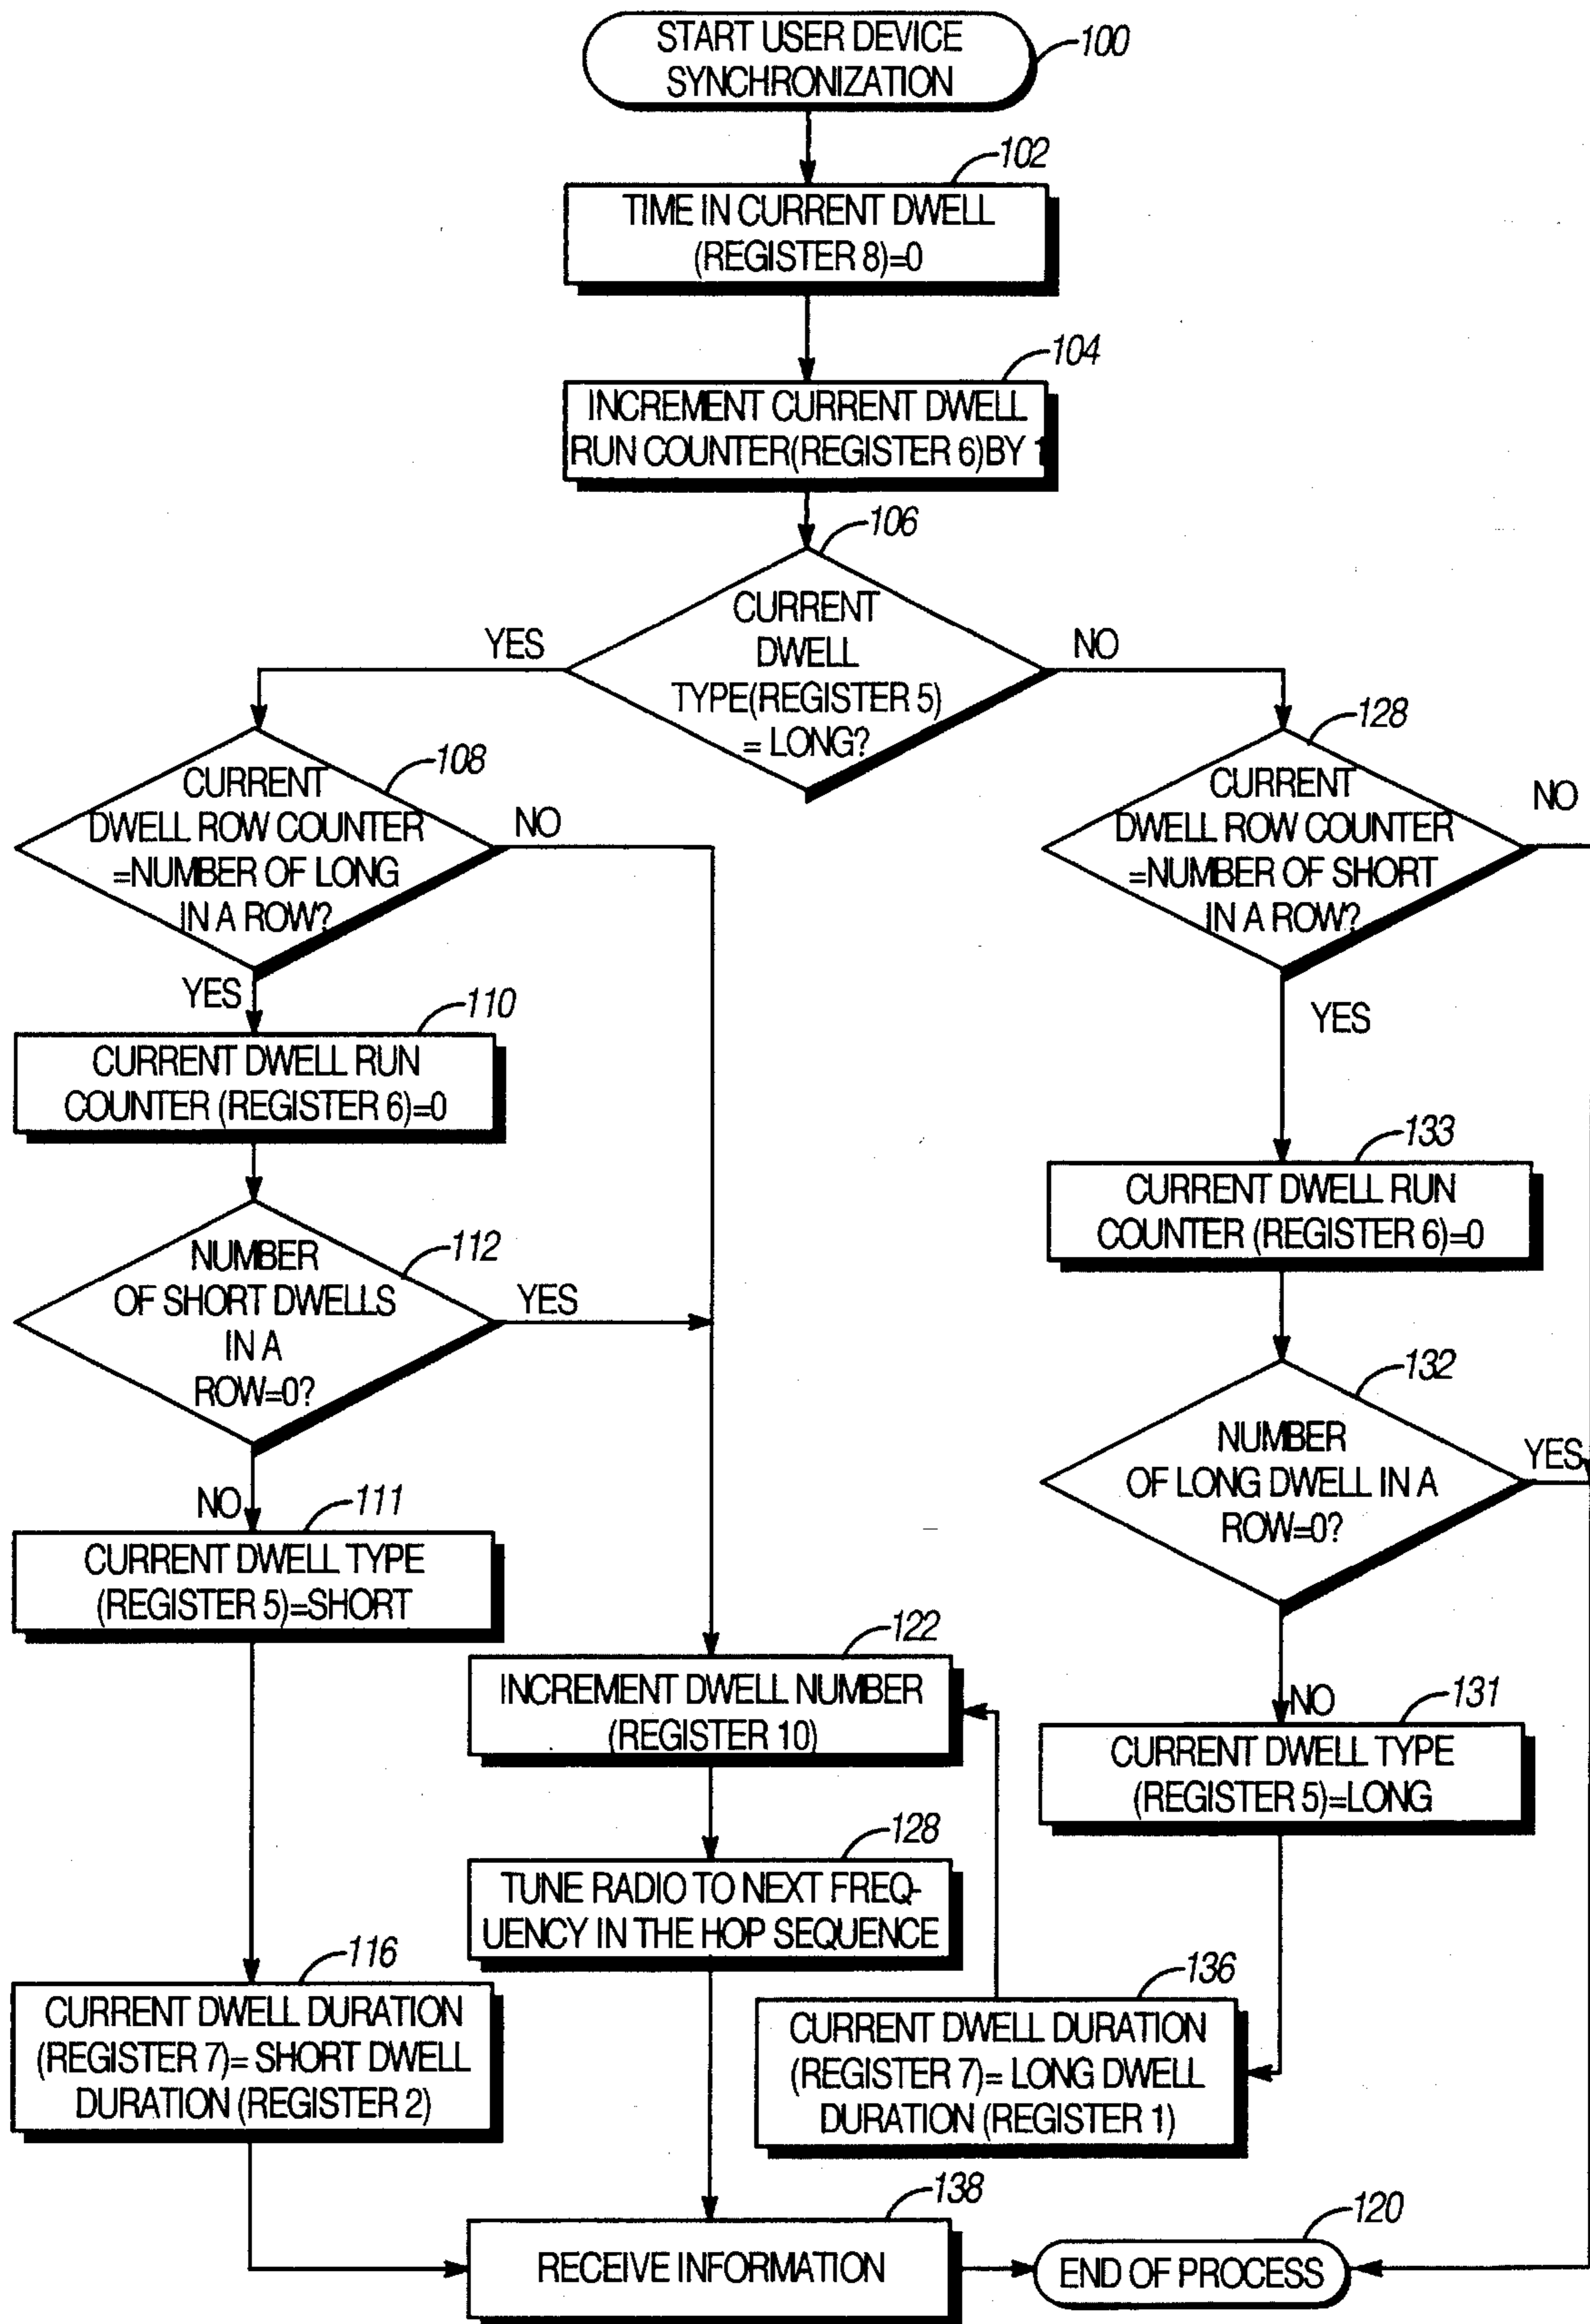 START USER DEVICE
SYNCHRONIZATION
100
102
TIME IN CURRENT DWELL
(REGISTER 8)=0
104
INCREMENT CURRENT DWELL
RUN COUNTER(REGISTER 6)BY 1
106
CURRENT
DWELL
TYPE(REGISTER 5)
= LONG?
YES
NO
108
CURRENT
DWELL ROW COUNTER
=NUMBER OF LONG
IN A ROW?
NO
YES
128
CURRENT
DWELL ROW COUNTER
=NUMBER OF SHORT
IN A ROW?
NO
YES
110
CURRENT DWELL RUN
COUNTER (REGISTER 6)=0
133
CURRENT DWELL RUN
COUNTER (REGISTER 6)=0
112
NUMBER
OF SHORT DWELLS
IN A
ROW=0?
YES
NO
132
NUMBER
OF LONG DWELL IN A
ROW=0?
YES
NO
111
CURRENT DWELL TYPE
(REGISTER 5)=SHORT
122
INCREMENT DWELL NUMBER
(REGISTER 10)
131
CURRENT DWELL TYPE
(REGISTER 5)=LONG
128
TUNE RADIO TO NEXT FREQ-
UENCY IN THE HOP SEQUENCE
116
CURRENT DWELL DURATION
(REGISTER 7)= SHORT DWELL
DURATION (REGISTER 2)
136
CURRENT DWELL DURATION
(REGISTER 7)= LONG DWELL
DURATION (REGISTER 1)
138
RECEIVE INFORMATION
120
END OF PROCESS